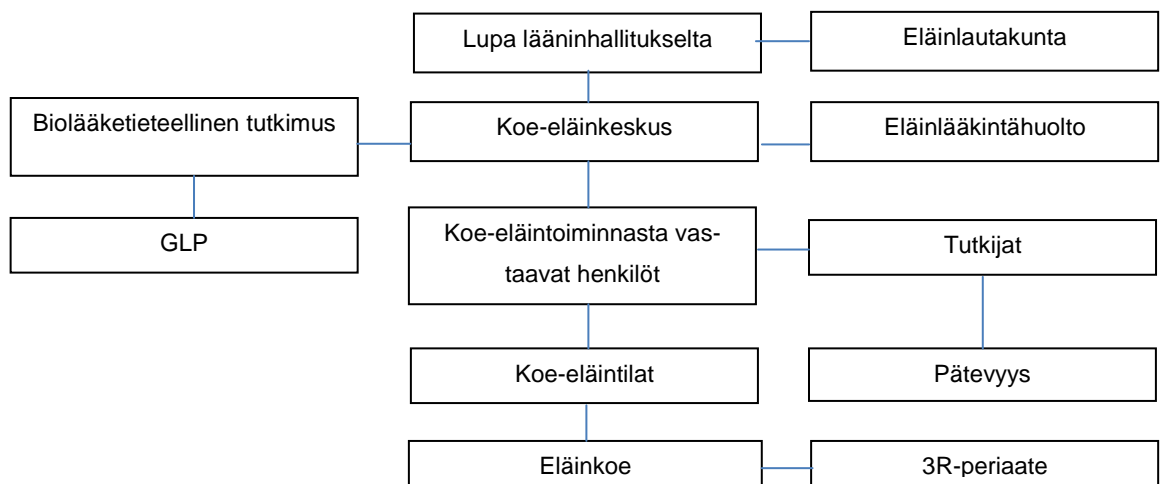 Lupa lääninhallitukselta
Eläinlautakunta
Biolääketieteellinen tutkimus
Koe-eläinkeskus
Eläinlääkintähuolto
GLP
Koe-eläintoiminnasta vas-
taavat henkilöt
Tutkijat
Koe-eläintilat
Pätevyys
Eläinkoe
3R-periaate